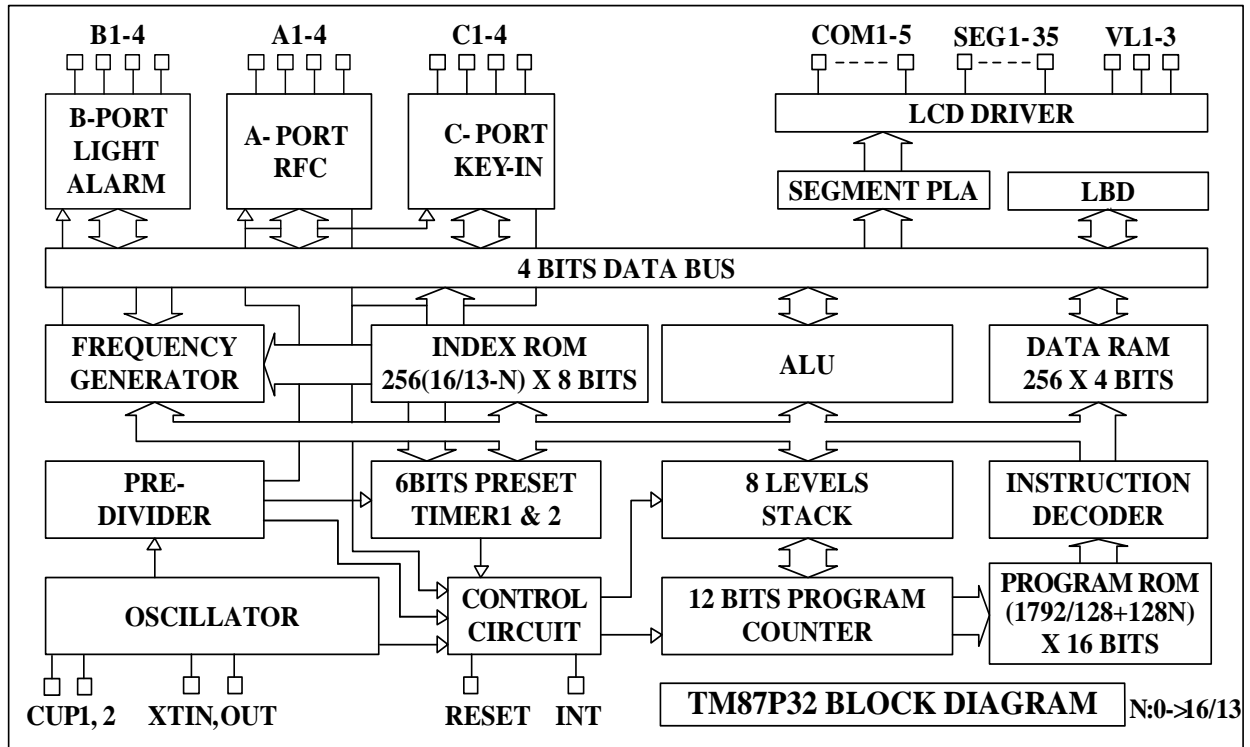 B1-4
A1-4
C1-4
COM1-5
SEG1-35
VL1-3
B-PORT
LIGHT
ALARM
A- PORT
RFC
C- PORT
KEY-IN
LCD DRIVER
SEGMENT PLA
LBD
4 BITS DATA BUS
FREQUENCY
GENERATOR
INDEX ROM
256(16/13-N) X 8 BITS
ALU
DATA RAM
256 X 4 BITS
PRE-
DIVIDER
6BITS PRESET
TIMER1 & 2
8 LEVELS
STACK
INSTRUCTION
DECODER
OSCILLATOR
CONTROL
CIRCUIT
12 BITS PROGRAM
COUNTER
PROGRAM ROM
(1792/128+128N)
X 16 BITS
CUP1, 2
XTIN,OUT
RESET
INT
TM87P32 BLOCK DIAGRAM
N:0->16/13